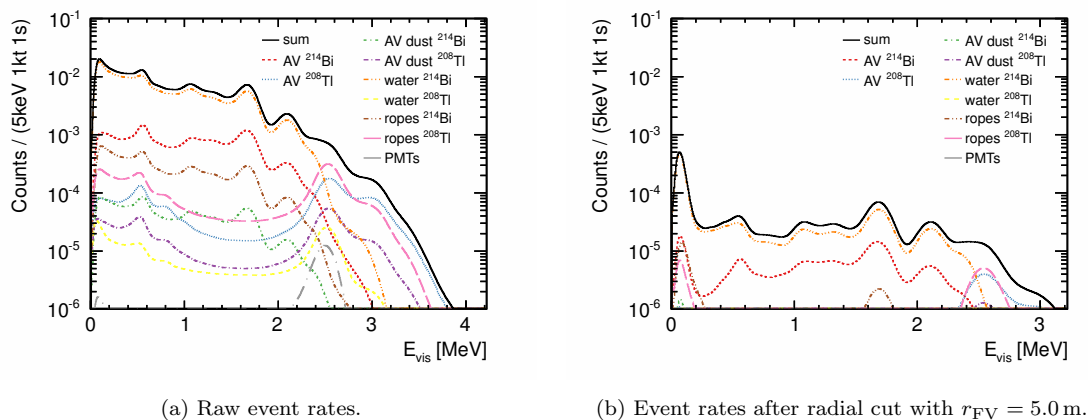 Counts / (5keV 1kt 1s)
10⁻¹
10⁻²
10⁻³
10⁻⁴
10⁻⁵
10⁻⁶
sum
AV ²¹⁴Bi
AV ²⁰⁸Tl
AV dust ²¹⁴Bi
AV dust ²⁰⁸Tl
water ²¹⁴Bi
water ²⁰⁸Tl
ropes ²¹⁴Bi
ropes ²⁰⁸Tl
PMTs
0 1 2 3 4
E_vis [MeV]
(a) Raw event rates.
Counts / (5keV 1kt 1s)
10⁻¹
10⁻²
10⁻³
10⁻⁴
10⁻⁵
10⁻⁶
sum
AV ²¹⁴Bi
AV ²⁰⁸Tl
AV dust ²¹⁴Bi
AV dust ²⁰⁸Tl
water ²¹⁴Bi
water ²⁰⁸Tl
ropes ²¹⁴Bi
ropes ²⁰⁸Tl
PMTs
0 1 2 3
E_vis [MeV]
(b) Event rates after radial cut with r_FV = 5.0 m.